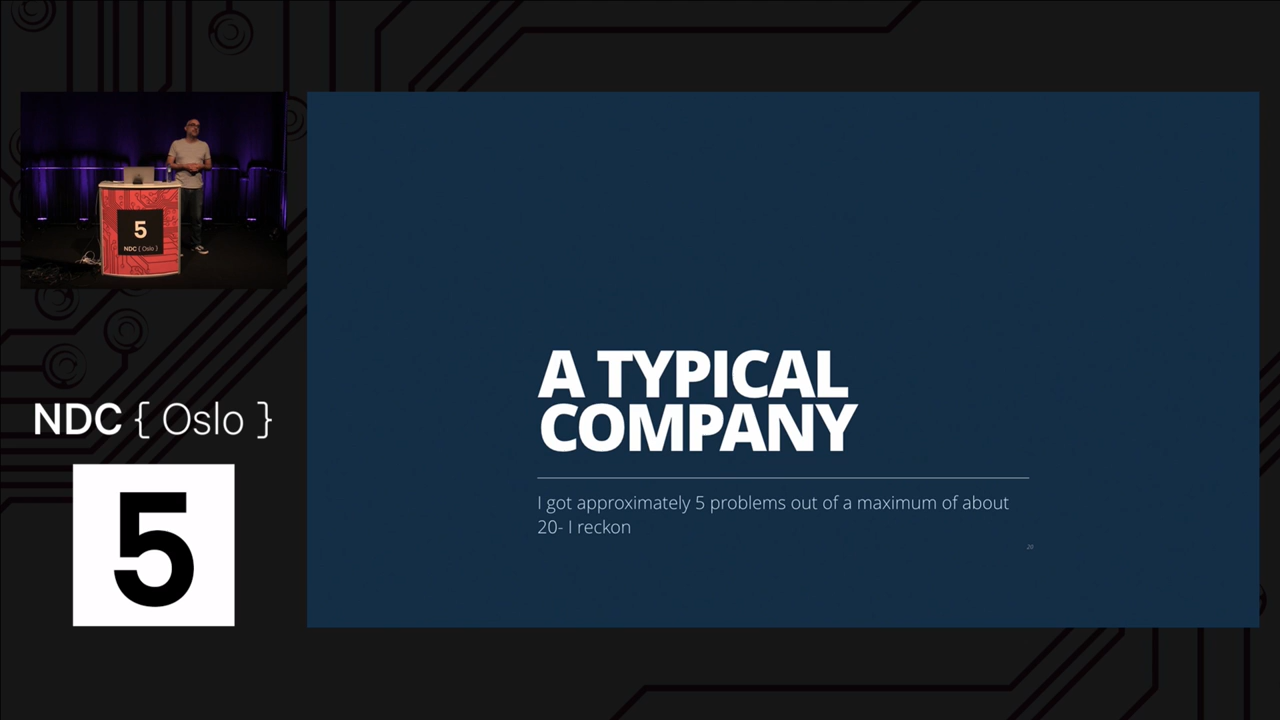 5
NDC { Oslo }
NDC { Oslo }
5
A TYPICAL
COMPANY
I got approximately 5 problems out of a maximum of about
20- I reckon